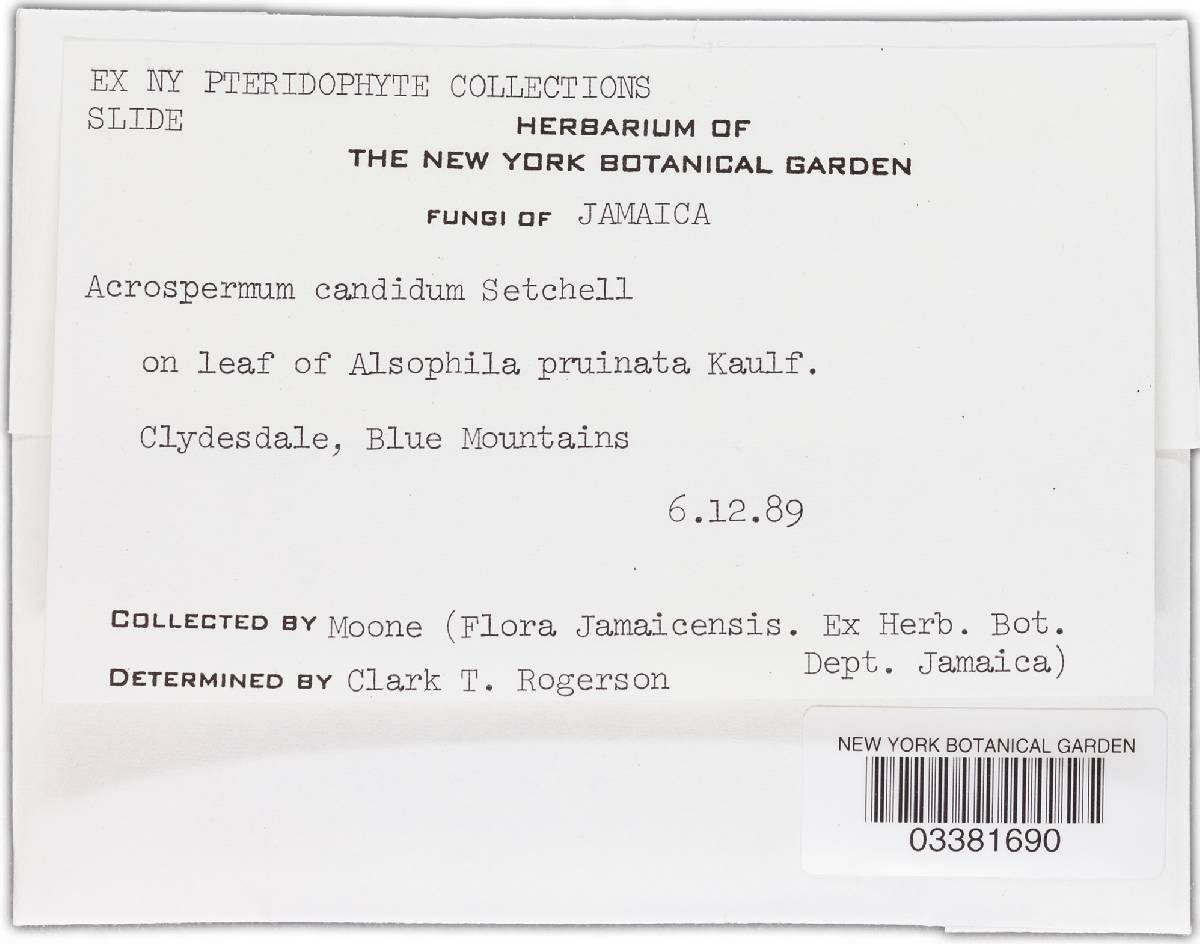 EX NY PTERIDOPHYTE COLLECTIONS
SLIDE
HERBARIUM OF
THE NEW YORK BOTANICAL GARDEN
FUNGI OF JAMAICA
Acrospermum candidum Setchell
on leaf of Alsophila pruinata Kaulf.
Clydesdale, Blue Mountains
6.12.89
COLLECTED BY Moone (Flora Jamaicensis. Ex Herb. Bot.
Dept. Jamaica)
DETERMINED BY Clark T. Rogerson
NEW YORK BOTANICAL GARDEN
03381690